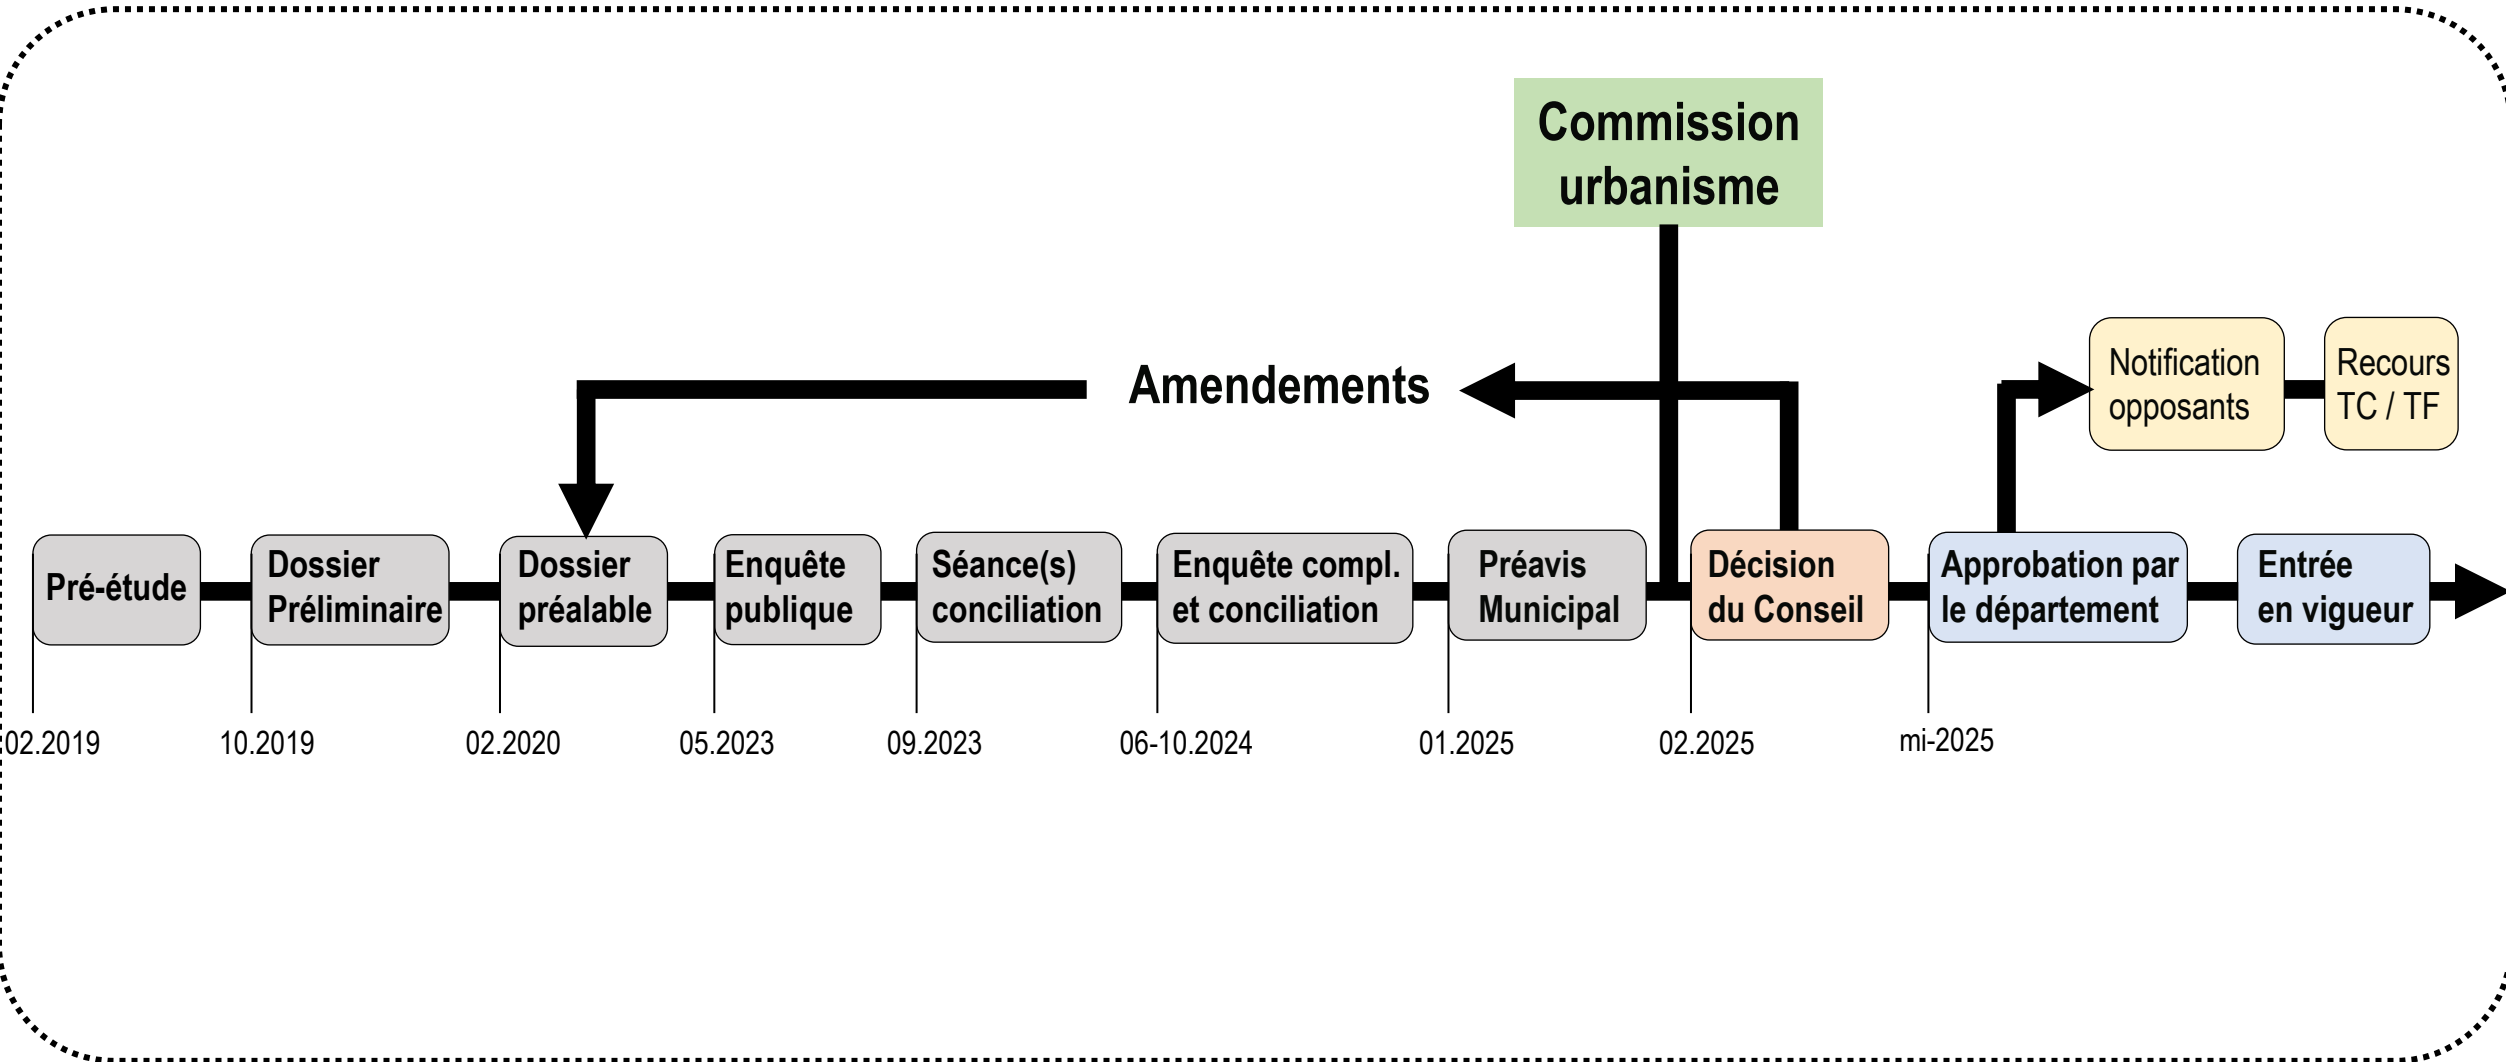 Commission
urbanisme
Amendements
Notification
opposants
Recours
TC / TF
Pré-étude
Dossier
Préliminaire
Dossier
préalable
Enquête
publique
Séance(s)
conciliation
Enquête compl.
et conciliation
Préavis
Municipal
Décision
du Conseil
Approbation par
le département
Entrée
en vigueur
02.2019
10.2019
02.2020
05.2023
09.2023
06-10.2024
01.2025
02.2025
mi-2025